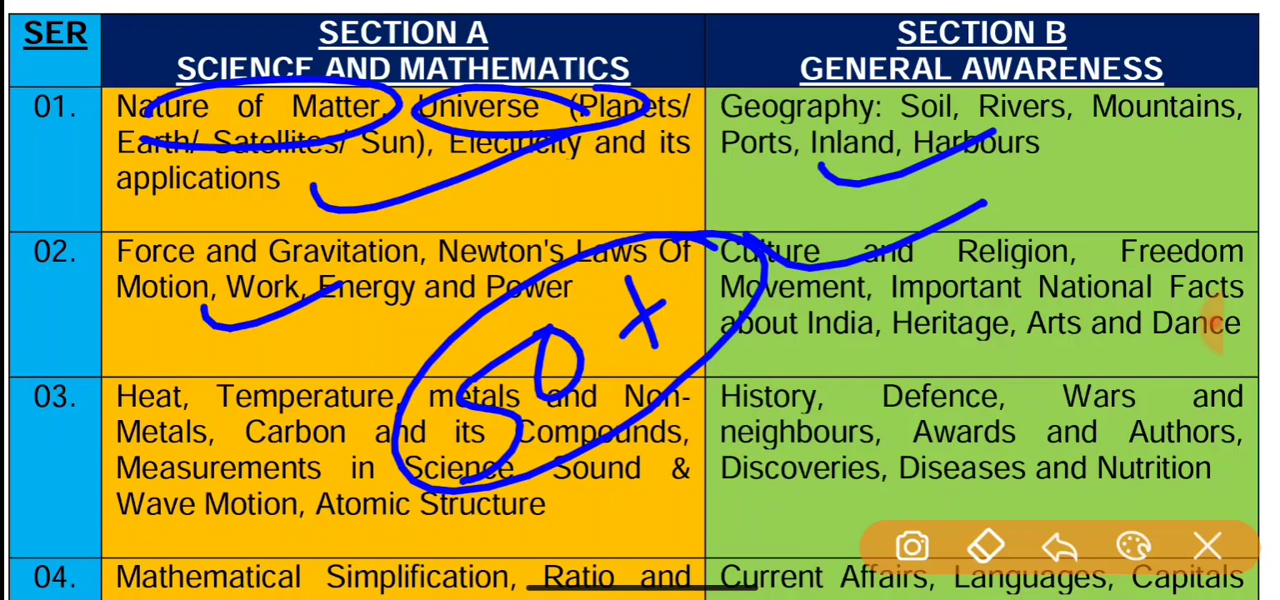 SER
SECTION A
SCIENCE AND MATHEMATICS
SECTION B
GENERAL AWARENESS
01.
Nature of Matter, Universe (Planets/
Earth/ Satellites/ Sun), Electricity and its
applications
Geography: Soil, Rivers, Mountains,
Ports, Inland, Harbours
02.
Force and Gravitation, Newton's Laws Of
Motion, Work, Energy and Power
Culture and Religion, Freedom
Movement, Important National Facts
about India, Heritage, Arts and Dance
50 +
03.
Heat, Temperature, metals and Non-
Metals, Carbon and its Compounds,
Measurements in Science, Sound &
Wave Motion, Atomic Structure
History, Defence, Wars and
neighbours, Awards and Authors,
Discoveries, Diseases and Nutrition
04.
Mathematical Simplification, Ratio and
Current Affairs, Languages, Capitals